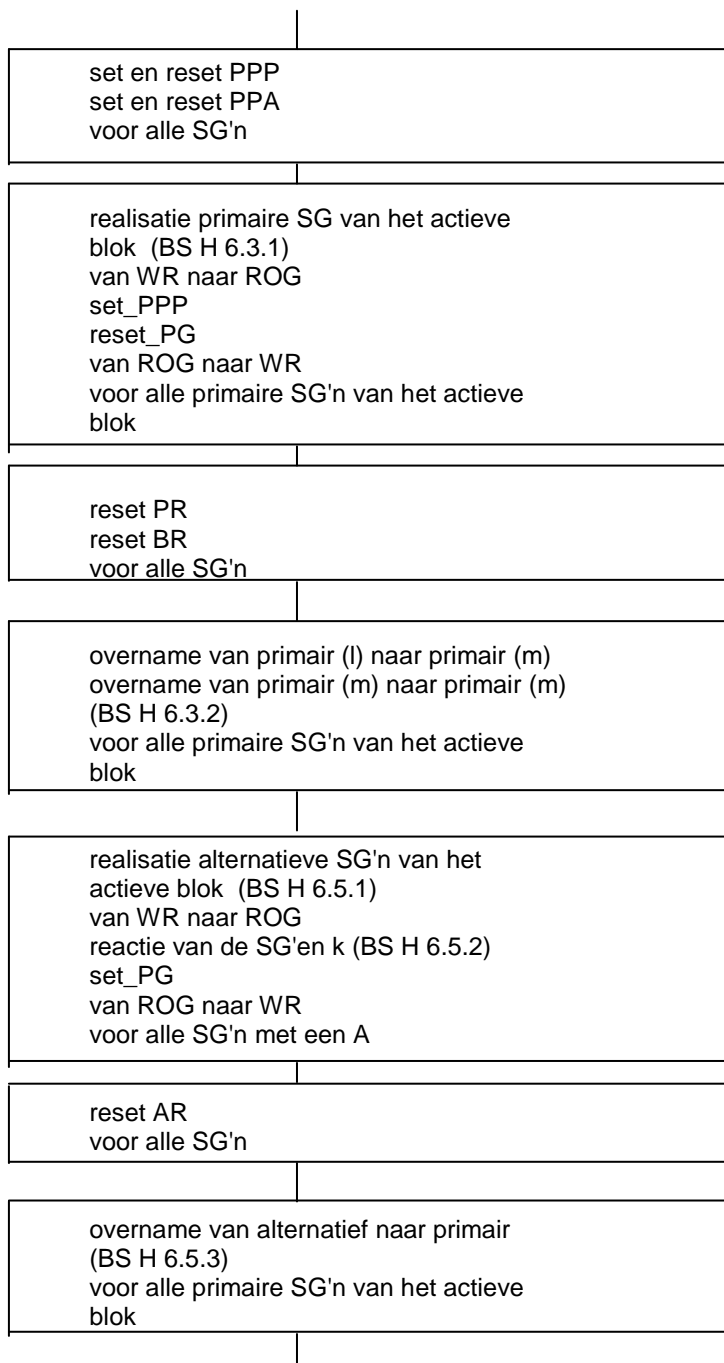 set en reset PPP
set en reset PPA
voor alle SG'n
realisatie primaire SG van het actieve
blok (BS H 6.3.1)
van WR naar ROG
set_PPP
reset_PG
van ROG naar WR
voor alle primaire SG'n van het actieve
blok
reset PR
reset BR
voor alle SG'n
overname van primair (l) naar primair (m)
overname van primair (m) naar primair (m)
(BS H 6.3.2)
voor alle primaire SG'n van het actieve
blok
realisatie alternatieve SG'n van het
actieve blok (BS H 6.5.1)
van WR naar ROG
reactie van de SG'en k (BS H 6.5.2)
set_PG
van ROG naar WR
voor alle SG'n met een A
reset AR
voor alle SG'n
overname van alternatief naar primair
(BS H 6.5.3)
voor alle primaire SG'n van het actieve
blok